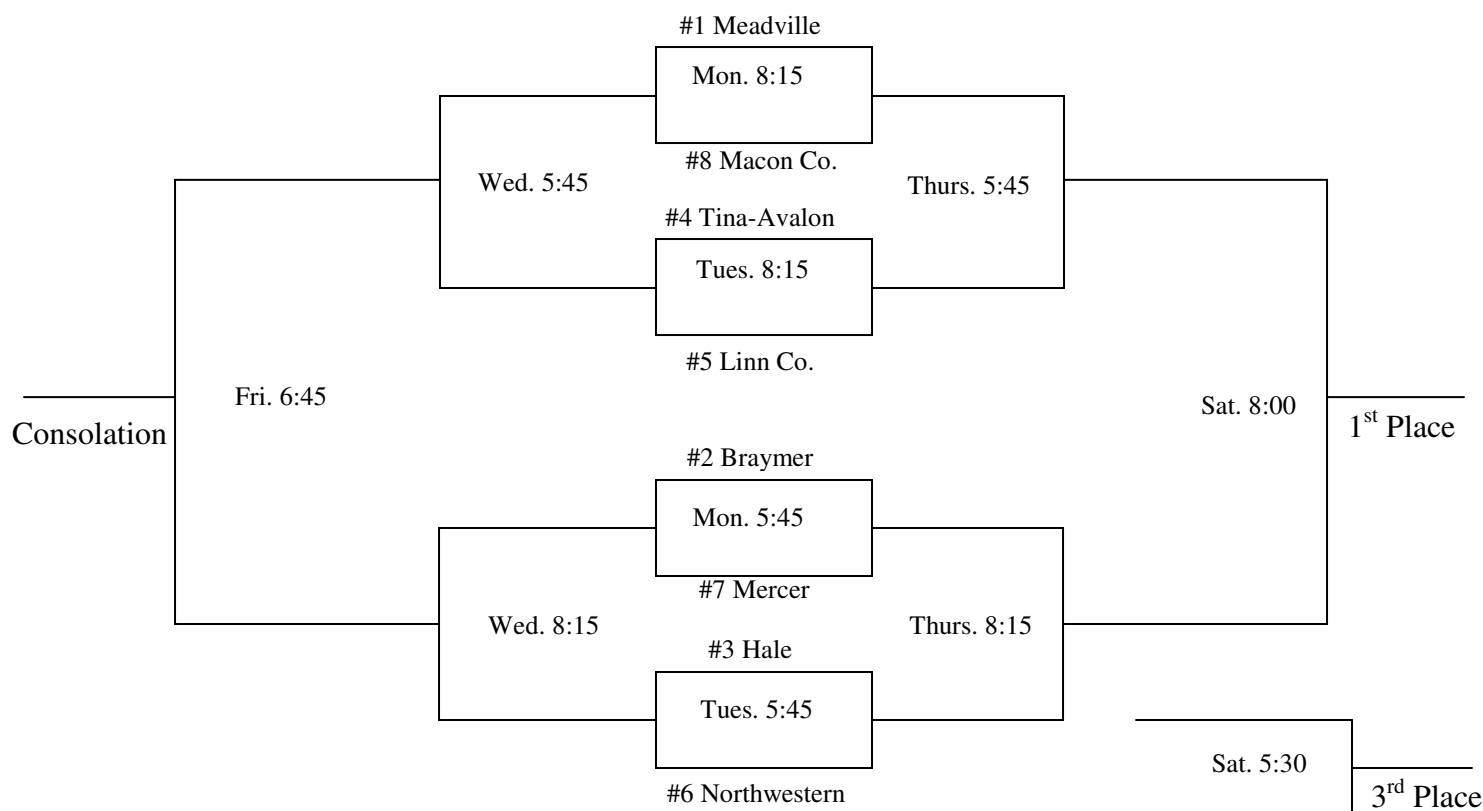 #1 Meadville
Mon. 8:15
#8 Macon Co.
Wed. 5:45
Thurs. 5:45
#4 Tina-Avalon
Tues. 8:15
#5 Linn Co.
Fri. 6:45
Sat. 8:00
Consolation
1st Place
#2 Braymer
Mon. 5:45
#7 Mercer
Wed. 8:15
Thurs. 8:15
#3 Hale
Tues. 5:45
#6 Northwestern
Sat. 5:30
3rd Place